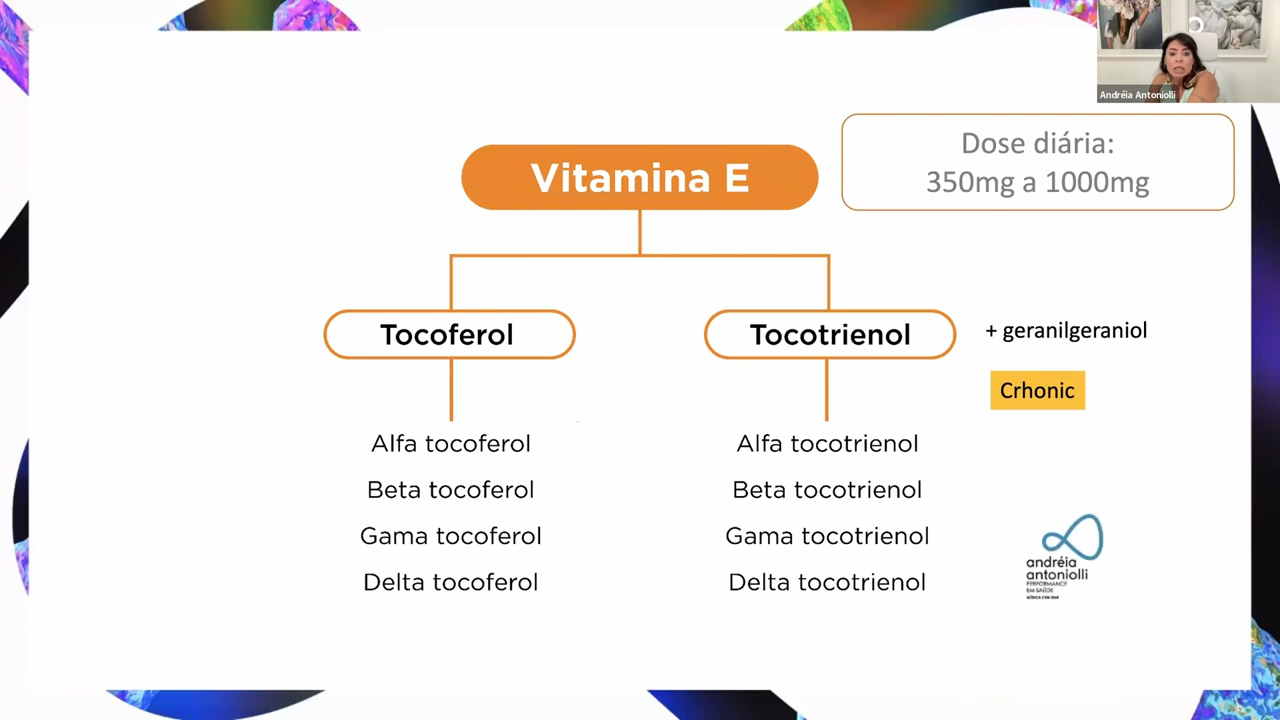 Andréia Antoniolli
Dose diária:
350mg a 1000mg
Vitamina E
Tocoferol
Tocotrienol
+ geranilgeraniol
Crhonic
Alfa tocoferol
Beta tocoferol
Gama tocoferol
Delta tocoferol
Alfa tocotrienol
Beta tocotrienol
Gama tocotrienol
Delta tocotrienol
andréia
antoniolli
PERFORMANCE
EM SAÚDE